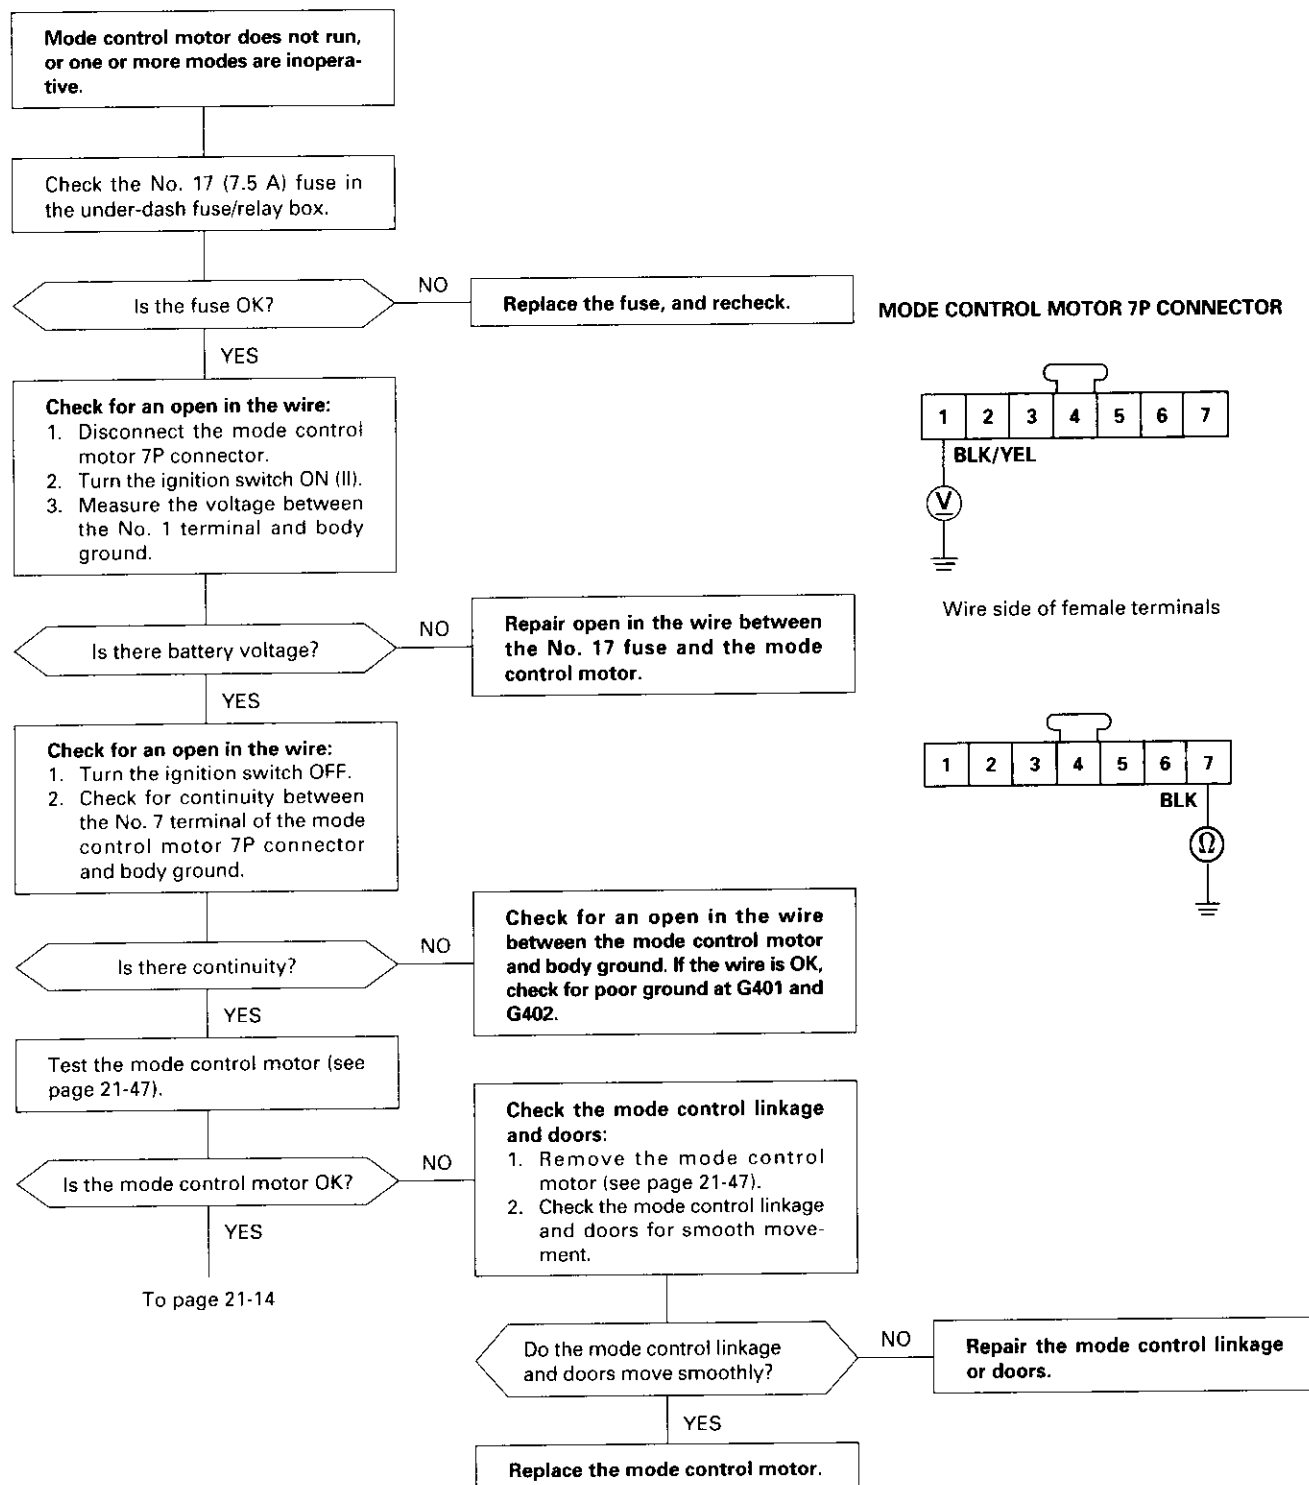 Mode control motor does not run,
or one or more modes are inopera-
tive.
Check the No. 17 (7.5 A) fuse in
the under-dash fuse/relay box.
Is the fuse OK?
NO
Replace the fuse, and recheck.
YES
Check for an open in the wire:
1. Disconnect the mode control
motor 7P connector.
2. Turn the ignition switch ON (II).
3. Measure the voltage between
the No. 1 terminal and body
ground.
MODE CONTROL MOTOR 7P CONNECTOR
1 2 3 4 5 6 7
BLK/YEL
V
Wire side of female terminals
Is there battery voltage?
NO
Repair open in the wire between
the No. 17 fuse and the mode
control motor.
YES
Check for an open in the wire:
1. Turn the ignition switch OFF.
2. Check for continuity between
the No. 7 terminal of the mode
control motor 7P connector
and body ground.
1 2 3 4 5 6 7
BLK
Ω
Is there continuity?
NO
Check for an open in the wire
between the mode control motor
and body ground. If the wire is OK,
check for poor ground at G401 and
G402.
YES
Test the mode control motor (see
page 21-47).
Is the mode control motor OK?
NO
Check the mode control linkage
and doors:
1. Remove the mode control
motor (see page 21-47).
2. Check the mode control linkage
and doors for smooth move-
ment.
YES
To page 21-14
Do the mode control linkage
and doors move smoothly?
NO
Repair the mode control linkage
or doors.
YES
Replace the mode control motor.